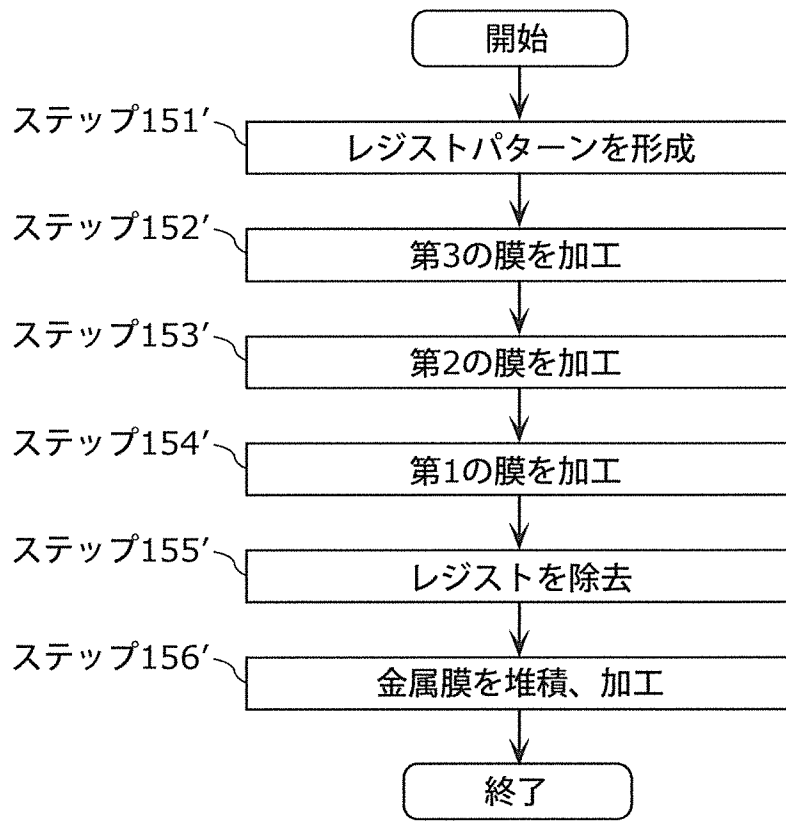 開始
ステップ151′
レジストパターンを形成
ステップ152′
第3の膜を加工
ステップ153′
第2の膜を加工
ステップ154′
第1の膜を加工
ステップ155′
レジストを除去
ステップ156′
金属膜を堆積、加工
終了